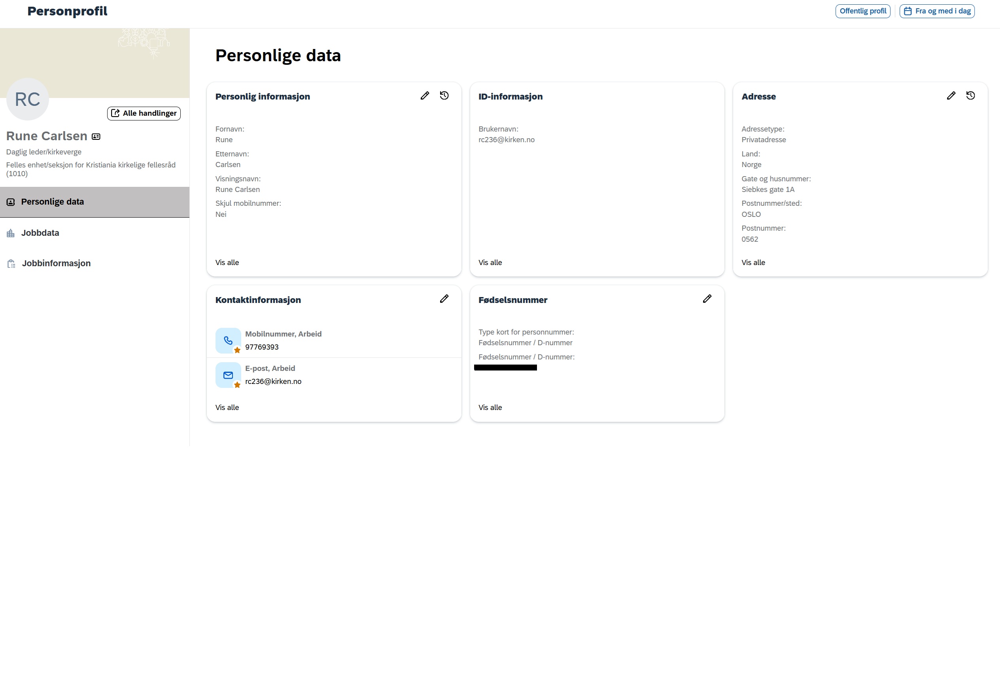 Personprofil
Offentlig profil
Fra og med i dag
RC
Alle handlinger
Rune Carlsen
Daglig leder/kirkeverge
Felles enhet/seksjon for Kristiania kirkelige fellesråd
(1010)
Personlige data
Jobbdata
Jobbinformasjon
Personlige data
Personlig informasjon
Fornavn:
Rune
Etternavn:
Carlsen
Visningsnavn:
Rune Carlsen
Skjul mobilnummer:
Nei
Vis alle
ID-informasjon
Brukernavn:
rc236@kirken.no
Vis alle
Adresse
Adressetype:
Privatadresse
Land:
Norge
Gate og husnummer:
Siebkes gate 1A
Postnummer/sted:
OSLO
Postnummer:
0562
Vis alle
Kontaktinformasjon
Mobilnummer, Arbeid
97769393
E-post, Arbeid
rc236@kirken.no
Vis alle
Fødselsnummer
Type kort for personnummer:
Fødselsnummer / D-nummer
Fødselsnummer / D-nummer:
Vis alle